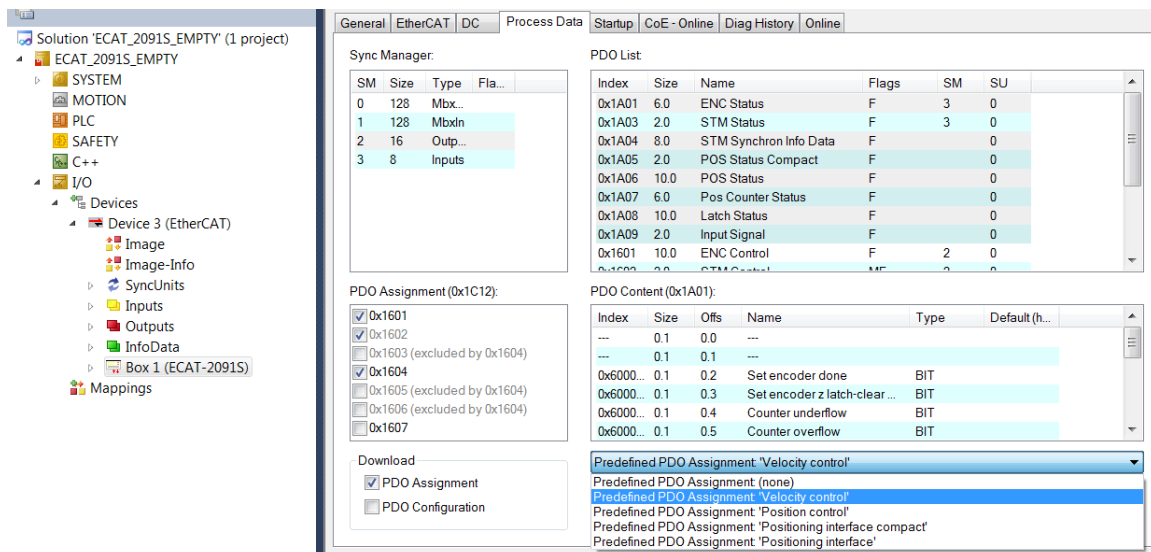 Solution 'ECAT_2091S_EMPTY' (1 project)
ECAT_2091S_EMPTY
SYSTEM
MOTION
PLC
SAFETY
C++
I/O
Devices
Device 3 (EtherCAT)
Image
Image-Info
SyncUnits
Inputs
Outputs
InfoData
Box 1 (ECAT-2091S)
Mappings
General EtherCAT DC Process Data Startup CoE - Online Diag History Online
Sync Manager:
SM Size Type Fla...
0 128 Mbx...
1 128 MbxIn
2 16 Outp...
3 8 Inputs
PDO List:
Index Size Name Flags SM SU
0x1A01 6.0 ENC Status F 3 0
0x1A03 2.0 STM Status F 3 0
0x1A04 8.0 STM Synchron Info Data F 0
0x1A05 2.0 POS Status Compact F 0
0x1A06 10.0 POS Status F 0
0x1A07 6.0 Pos Counter Status F 0
0x1A08 10.0 Latch Status F 0
0x1A09 2.0 Input Signal F 0
0x1601 10.0 ENC Control F 2 0
0x1602 2.0 STM Control MF 2 0
PDO Assignment (0x1C12):
0x1601
0x1602
0x1603 (excluded by 0x1604)
0x1604
0x1605 (excluded by 0x1604)
0x1606 (excluded by 0x1604)
0x1607
PDO Content (0x1A01):
Index Size Offs Name Type Default (h...
--- 0.1 0.0 ---
--- 0.1 0.1 ---
0x6000... 0.1 0.2 Set encoder done BIT
0x6000... 0.1 0.3 Set encoder z latch-clear ... BIT
0x6000... 0.1 0.4 Counter underflow BIT
0x6000... 0.1 0.5 Counter overflow BIT
Download
PDO Assignment
PDO Configuration
Predefined PDO Assignment: 'Velocity control'
Predefined PDO Assignment: (none)
Predefined PDO Assignment: 'Velocity control'
Predefined PDO Assignment: 'Position control'
Predefined PDO Assignment: 'Positioning interface compact'
Predefined PDO Assignment: 'Positioning interface'